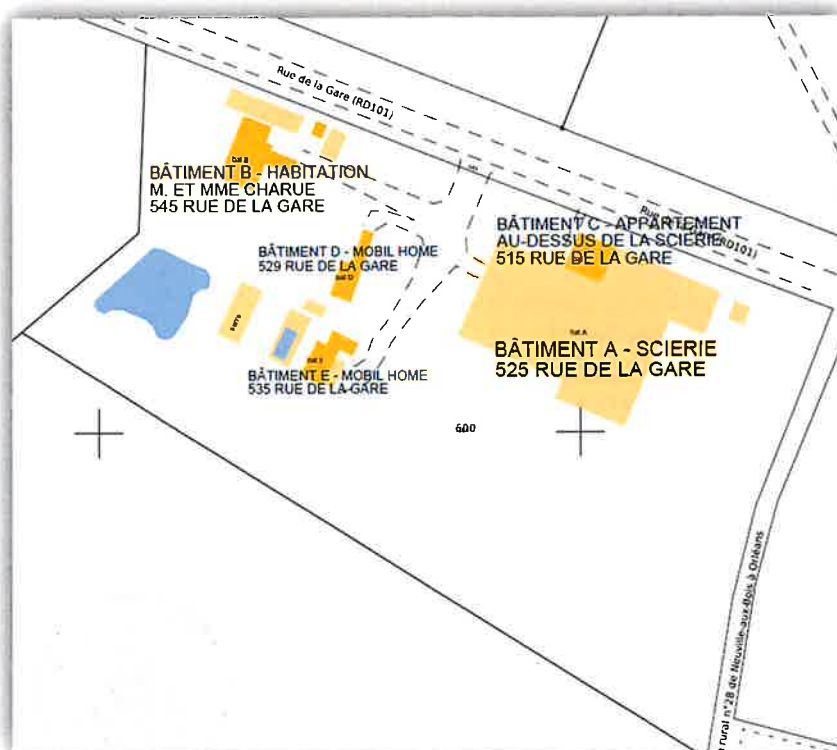 Rue de la Gare (RD101)
Bat B
BÂTIMENT B - HABITATION
M. ET MME CHARUE
545 RUE DE LA GARE
BÂTIMENT C - APPARTEMENT
AU-DESSUS DE LA SCIERIE
515 RUE DE LA GARE
BÂTIMENT D - MOBIL HOME
529 RUE DE LA GARE
Bat D
Bat A
BÂTIMENT A - SCIERIE
525 RUE DE LA GARE
BÂTIMENT E - MOBIL HOME
535 RUE DE LA GARE
600
rural n°28 de Neuville-aux-Bois à Orléans